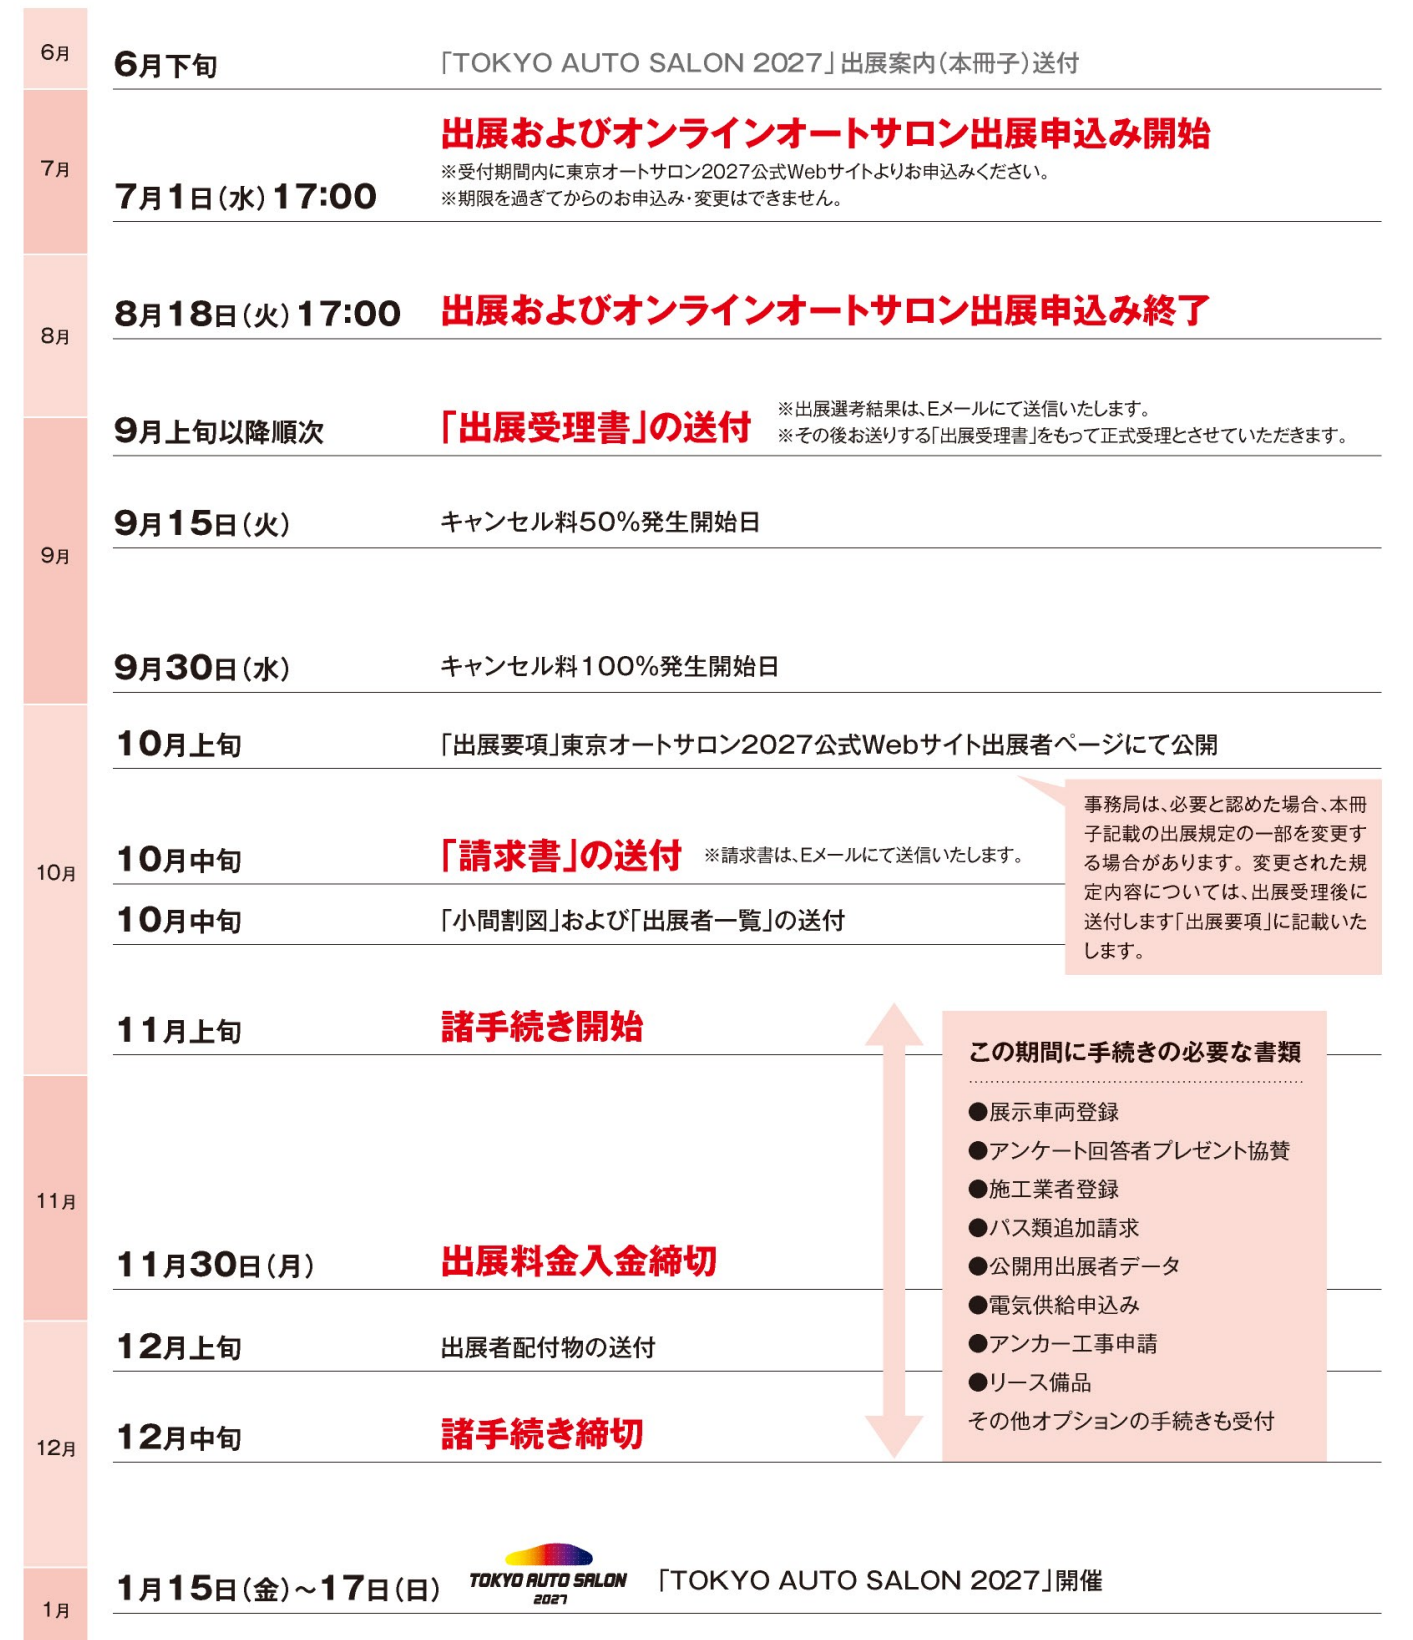 6月
6月下旬
「TOKYO AUTO SALON 2027」出展案内(本冊子)送付
7月
7月1日(水)17:00
出展およびオンラインオートサロン出展申込み開始
※受付期間内に東京オートサロン2027公式Webサイトよりお申込みください。
※期限を過ぎてからのお申込み・変更はできません。
8月
8月18日(火)17:00
出展およびオンラインオートサロン出展申込み終了
9月
9月上旬以降順次
「出展受理書」の送付
※出展選考結果は、Eメールにて送信いたします。
※その後お送りする「出展受理書」をもって正式受理とさせていただきます。
9月15日(火)
キャンセル料50%発生開始日
9月30日(水)
キャンセル料100%発生開始日
10月
10月上旬
「出展要項」東京オートサロン2027公式Webサイト出展者ページにて公開
事務局は、必要と認めた場合、本冊
子記載の出展規定の一部を変更す
る場合があります。変更された規
定内容については、出展受理後に
送付します「出展要項」に記載いた
します。
10月中旬
「請求書」の送付
※請求書は、Eメールにて送信いたします。
10月中旬
「小間割図」および「出展者一覧」の送付
11月上旬
諸手続き開始
この期間に手続きの必要な書類
●展示車両登録
●アンケート回答者プレゼント協賛
●施工業者登録
●パス類追加請求
●公開用出展者データ
●電気供給申込み
●アンカー工事申請
●リース備品
その他オプションの手続きも受付
11月
11月30日(月)
出展料金入金締切
12月上旬
出展者配付物の送付
12月
12月中旬
諸手続き締切
1月
1月15日(金)～17日(日)
TOKYO AUTO SALON
2027
「TOKYO AUTO SALON 2027」開催